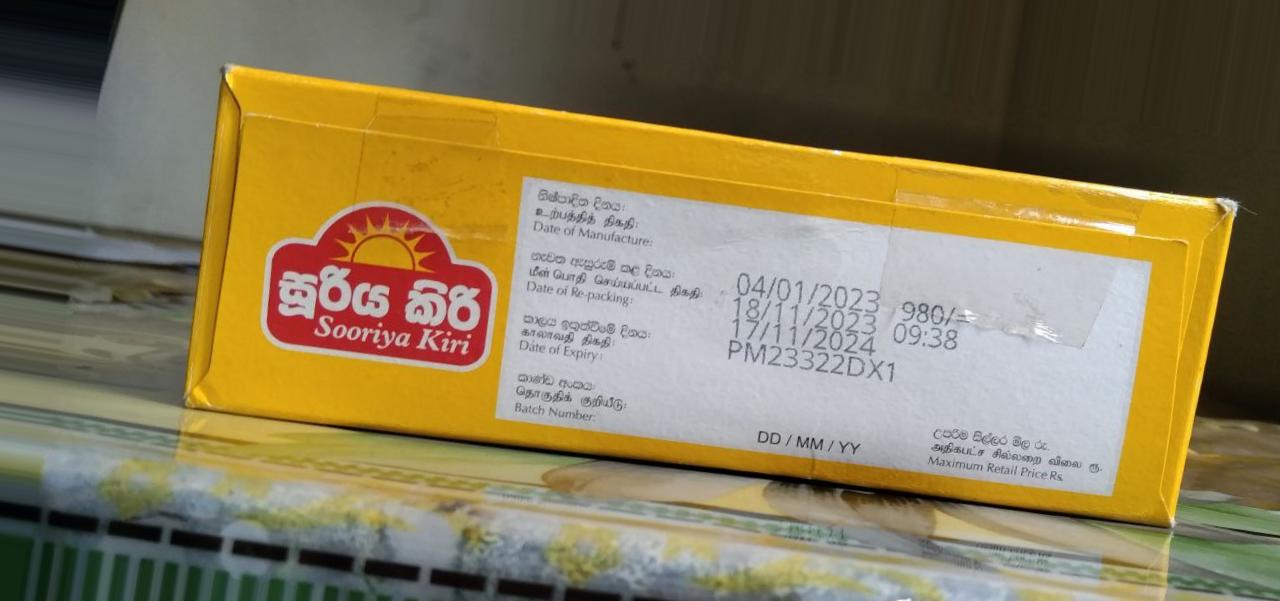 සූරිය කිරි
Sooriya Kiri
නිෂ්පාදිත දිනය:
உற்பத்தித் திகதி:
Date of Manufacture:
නැවත ඇසුරුම් කළ දිනය:
மீள் பொதி செய்யப்பட்ட திகதி:
Date of Re-packing:
කාලය ඉකුත්වීමේ දිනය:
காலாவதி திகதி:
Date of Expiry:
කාණ්ඩ අංකය:
தொகுதிக் குறியீடு:
Batch Number:
04/01/2023 980/=
18/11/2023 09:38
17/11/2024
PM23322DX1
DD / MM / YY
උපරිම සිල්ලර මිල රු.
அதிகபட்ச சில்லறை விலை ரூ.
Maximum Retail Price Rs.